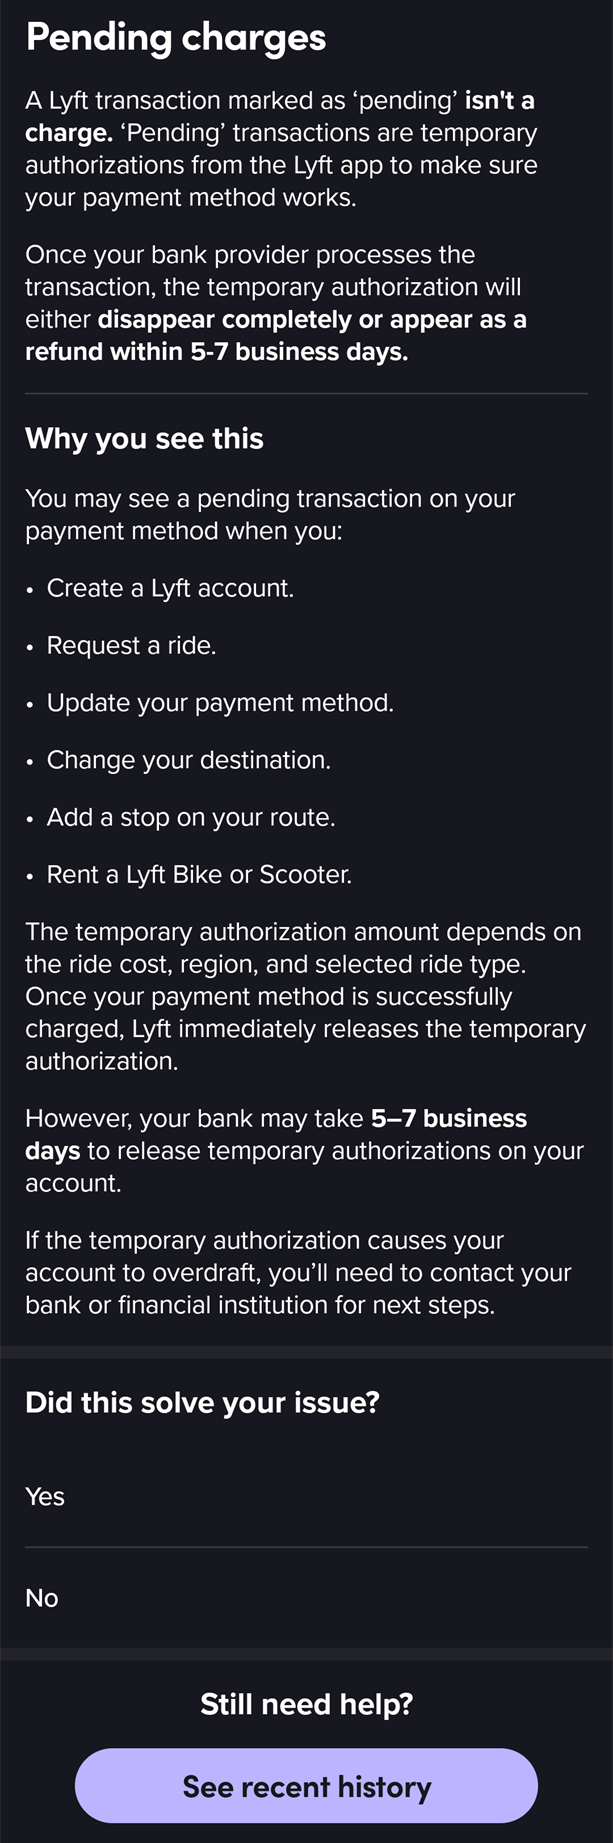 Pending charges
A Lyft transaction marked as ‘pending’ isn't a
charge. ‘Pending’ transactions are temporary
authorizations from the Lyft app to make sure
your payment method works.
Once your bank provider processes the
transaction, the temporary authorization will
either disappear completely or appear as a
refund within 5-7 business days.
Why you see this
You may see a pending transaction on your
payment method when you:
• Create a Lyft account.
• Request a ride.
• Update your payment method.
• Change your destination.
• Add a stop on your route.
• Rent a Lyft Bike or Scooter.
The temporary authorization amount depends on
the ride cost, region, and selected ride type.
Once your payment method is successfully
charged, Lyft immediately releases the temporary
authorization.
However, your bank may take 5–7 business
days to release temporary authorizations on your
account.
If the temporary authorization causes your
account to overdraft, you’ll need to contact your
bank or financial institution for next steps.
Did this solve your issue?
Yes
No
Still need help?
See recent history